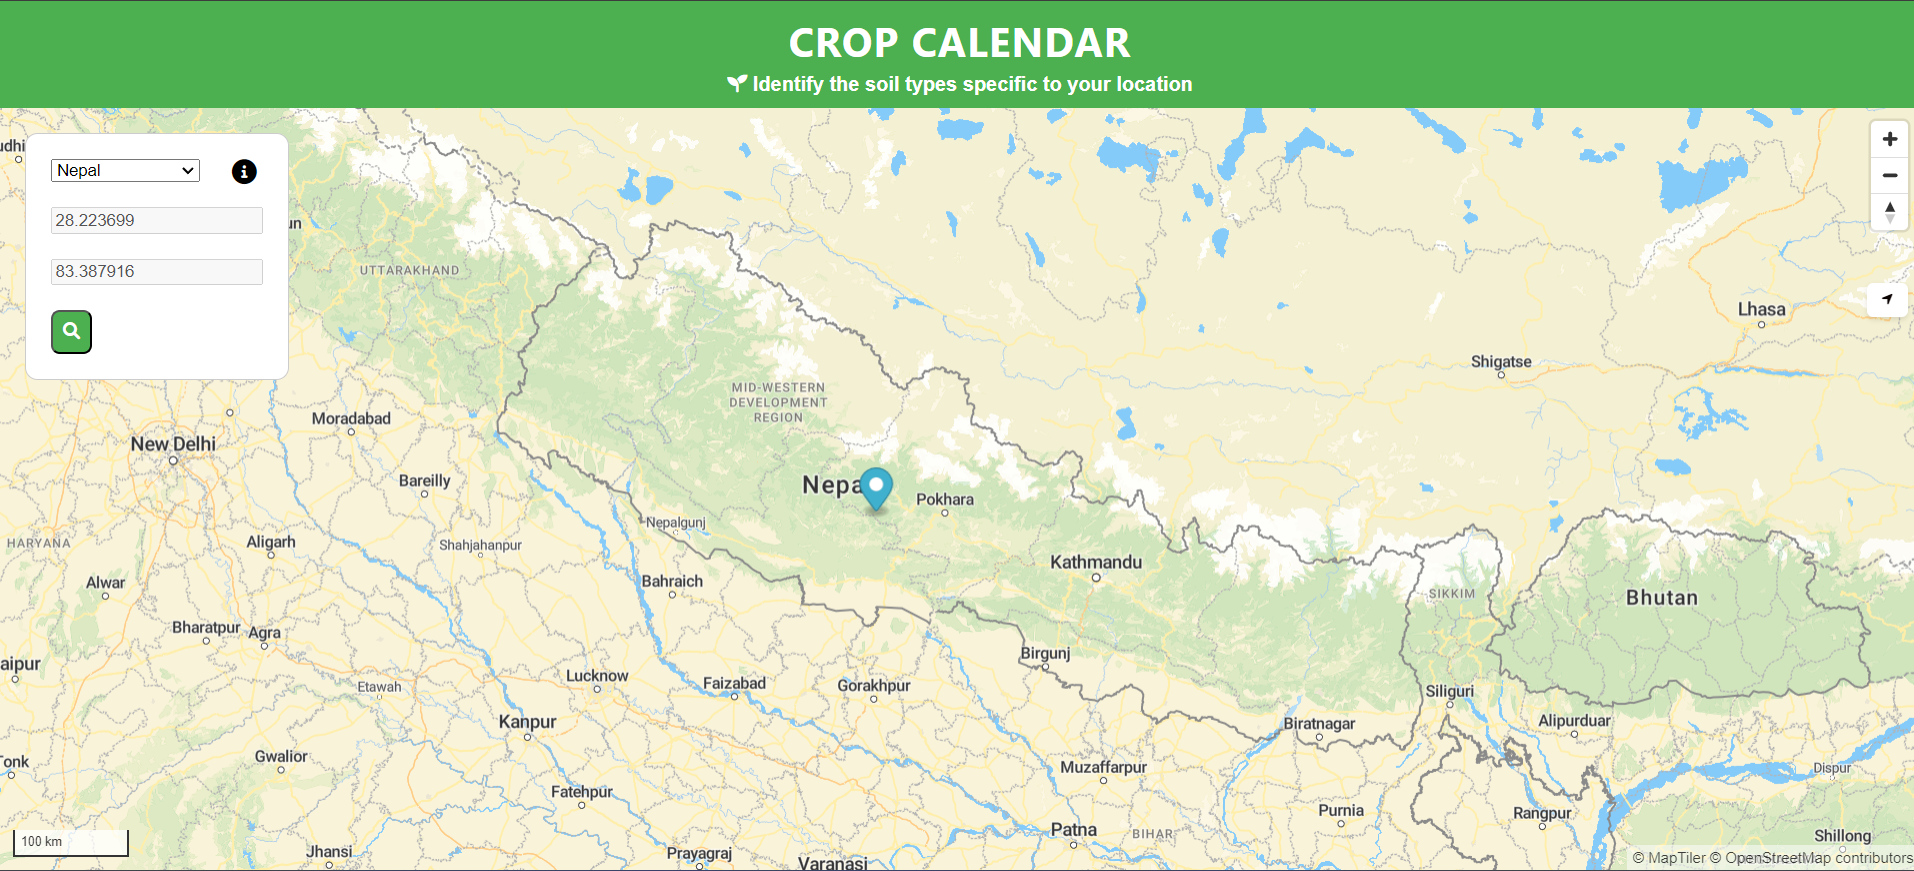 CROP CALENDAR
Identify the soil types specific to your location
Nepal
28.223699
83.387916
UTTARAKHAND
Lhasa
Shigatse
MID-WESTERN
DEVELOPMENT
REGION
Moradabad
New Delhi
Bareilly
Nepa
Pokhara
Nepalgunj
HARYANA
Aligarh
Shahjahanpur
Kathmandu
Alwar
Bahraich
SIKKIM
Bhutan
Bharatpur
Agra
Birgunj
aipur
Etawah
Lucknow
Faizabad
Gorakhpur
Siliguri
Kanpur
Biratnagar
Alipurduar
Gwalior
Tonk
Muzaffarpur
Dispur
Fatehpur
Purnia
Rangpur
100 km
Patna
BIHAR
Shillong
Jhansi
Prayagraj
Varanasi
© MapTiler © OpenStreetMap contributors